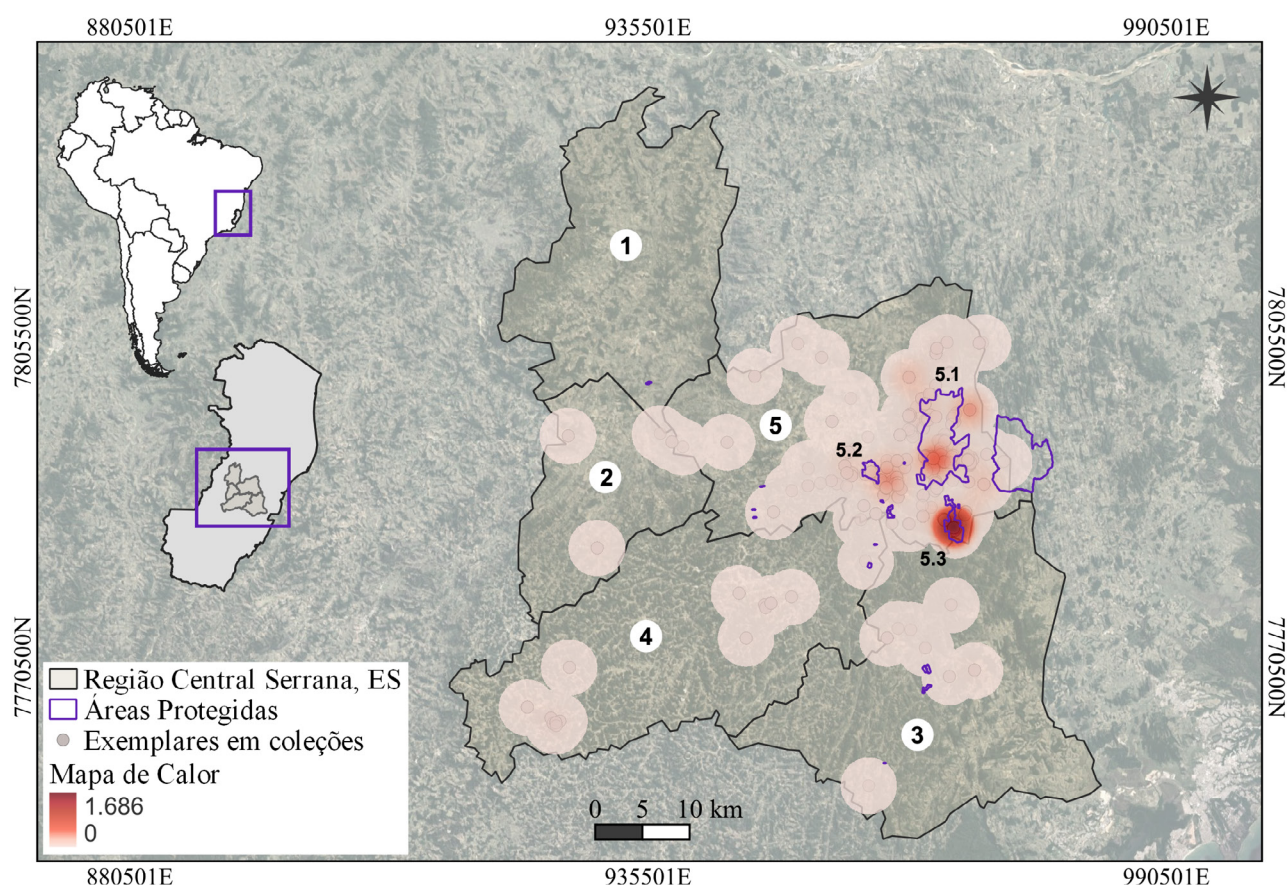 880501E 935501E 990501E
7805500N
7805500N
1
5.1
5
5.2
2
5.3
4
7770500N
7770500N
3
Região Central Serrana, ES
Áreas Protegidas
Exemplares em coleções
Mapa de Calor
1.686
0
0 5 10 km
880501E 935501E 990501E